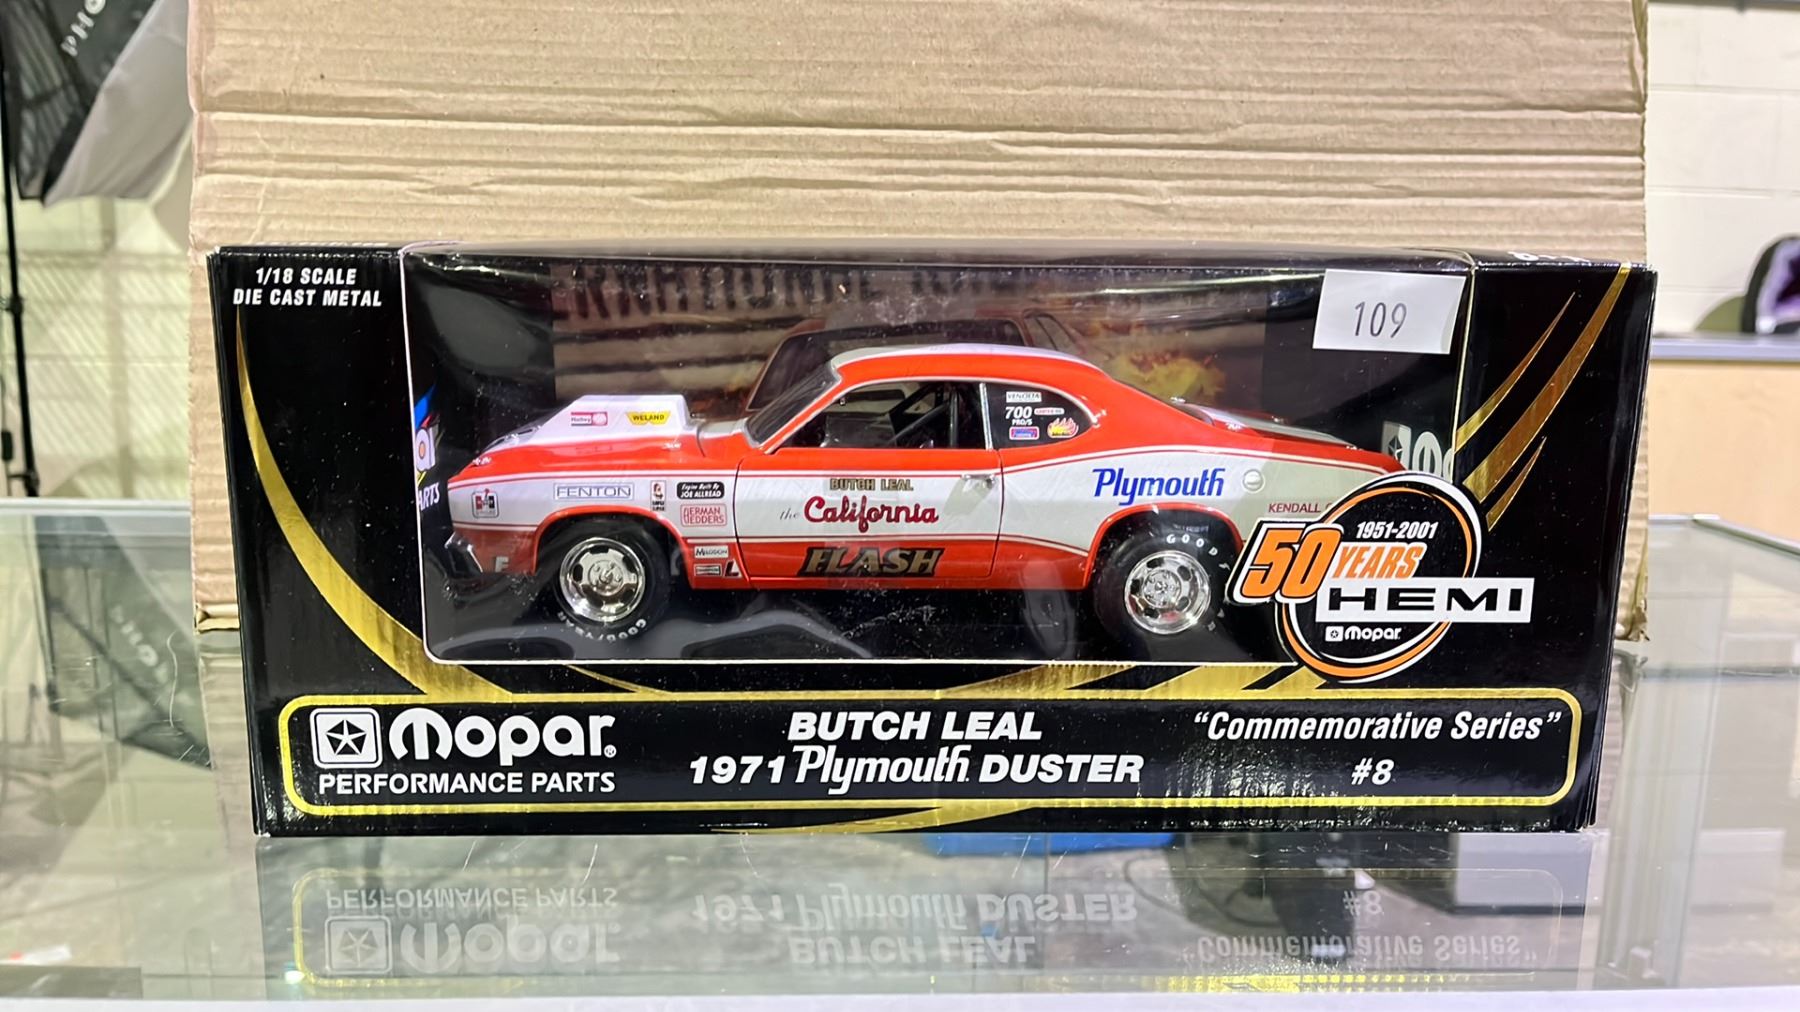 1/18 SCALE
DIE CAST METAL
109
WELAND
FENTON
Engine Built By
JOE ALLREAD
BUTCH LEAL
the California
FLASH
700
PRO/S
Plymouth
KENDALL
GOODYEAR
1951-2001
50 YEARS
HEMI
Mopar
Mopar®
PERFORMANCE PARTS
BUTCH LEAL
1971 Plymouth DUSTER
"Commemorative Series"
#8